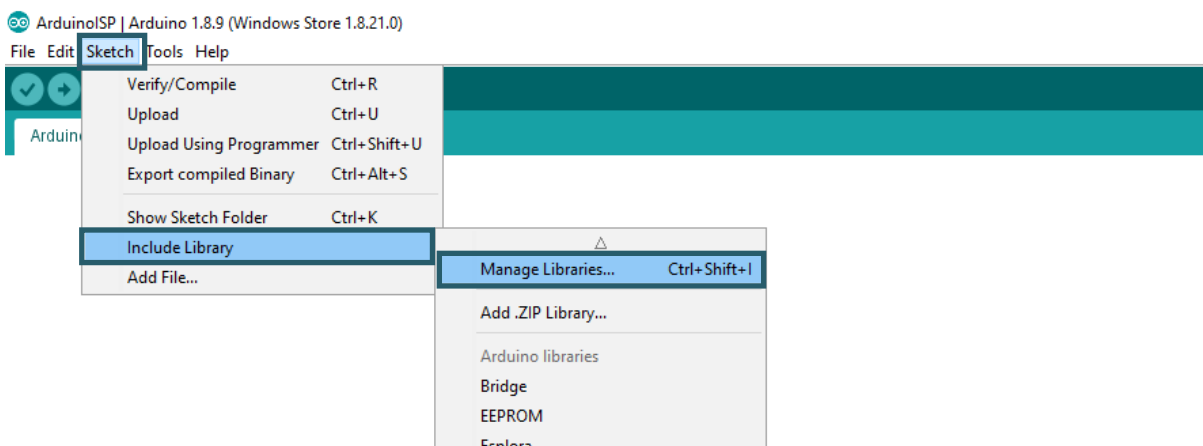 ArduinoISP | Arduino 1.8.9 (Windows Store 1.8.21.0)
File Edit Sketch Tools Help
Verify/Compile Ctrl+R
Upload Ctrl+U
Upload Using Programmer Ctrl+Shift+U
Export compiled Binary Ctrl+Alt+S
Show Sketch Folder Ctrl+K
Include Library
Add File...
Manage Libraries... Ctrl+Shift+I
Add .ZIP Library...
Arduino libraries
Bridge
EEPROM